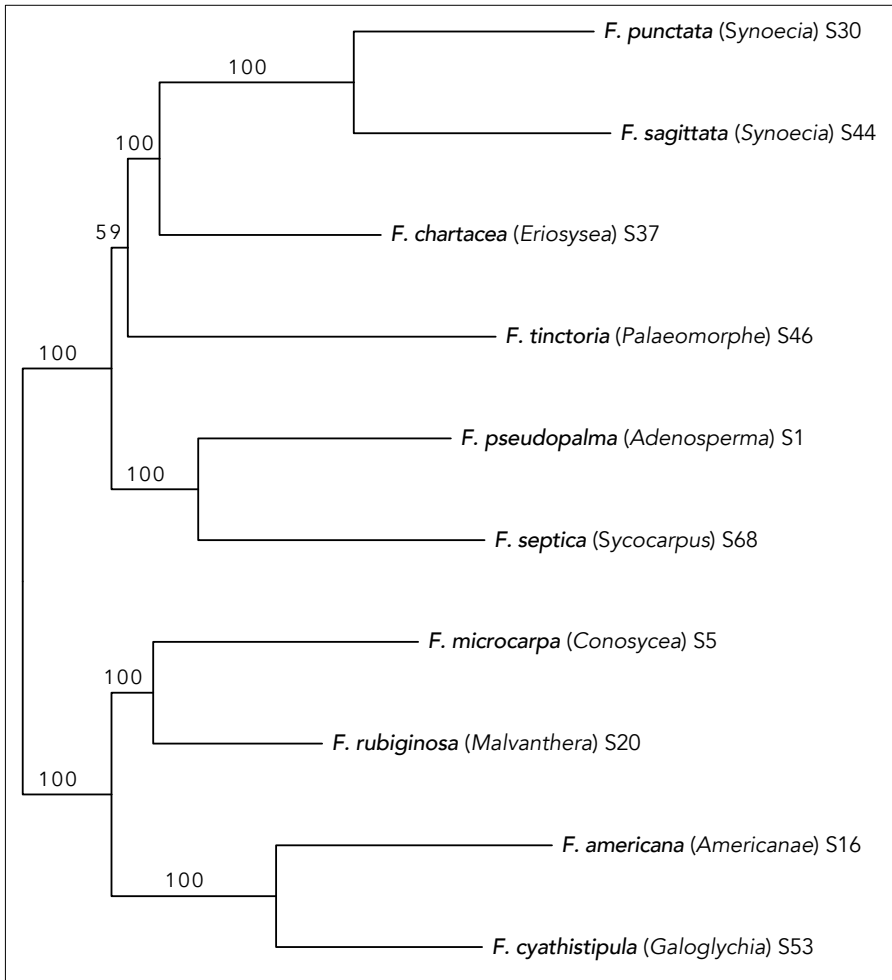 F. punctata (Synoecia) S30
100
F. sagittata (Synoecia) S44
100
59
F. chartacea (Eriosysea) S37
F. tinctoria (Palaeomorphe) S46
100
F. pseudopalma (Adenosperma) S1
100
F. septica (Sycocarpus) S68
F. microcarpa (Conosycea) S5
100
F. rubiginosa (Malvanthera) S20
100
F. americana (Americanae) S16
100
F. cyathistipula (Galoglychia) S53